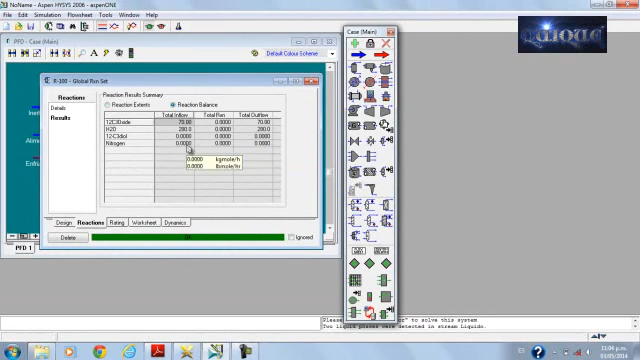 NoName - Aspen HYSYS 2006 - aspenONE
File Edit Simulation Flowsheet Tools Window Help
PFD - Case (Main)
Default Colour Scheme
Case (Main)
QUIQUE
R-100 - Global Rxn Set
Reactions
Details
Results
Reaction Results Summary
Reaction Extents
Reaction Balance
Total Inflow Total Rxn Total Outflow
12C3Oxide 70.00 0.0000 70.00
H2O 280.0 0.0000 280.0
12-C3diol 0.0000 0.0000 0.0000
Nitrogen 0.0000 0.0000 0.0000
0.0000 kgmole/h
0.0000 lbmole/hr
Design Reactions Rating Worksheet Dynamics
Delete
OK
Ignored
PFD 1
to solve this system
Two liquid phases were detected in stream Liquido.
ES
11:04 p.m.
03/05/2014